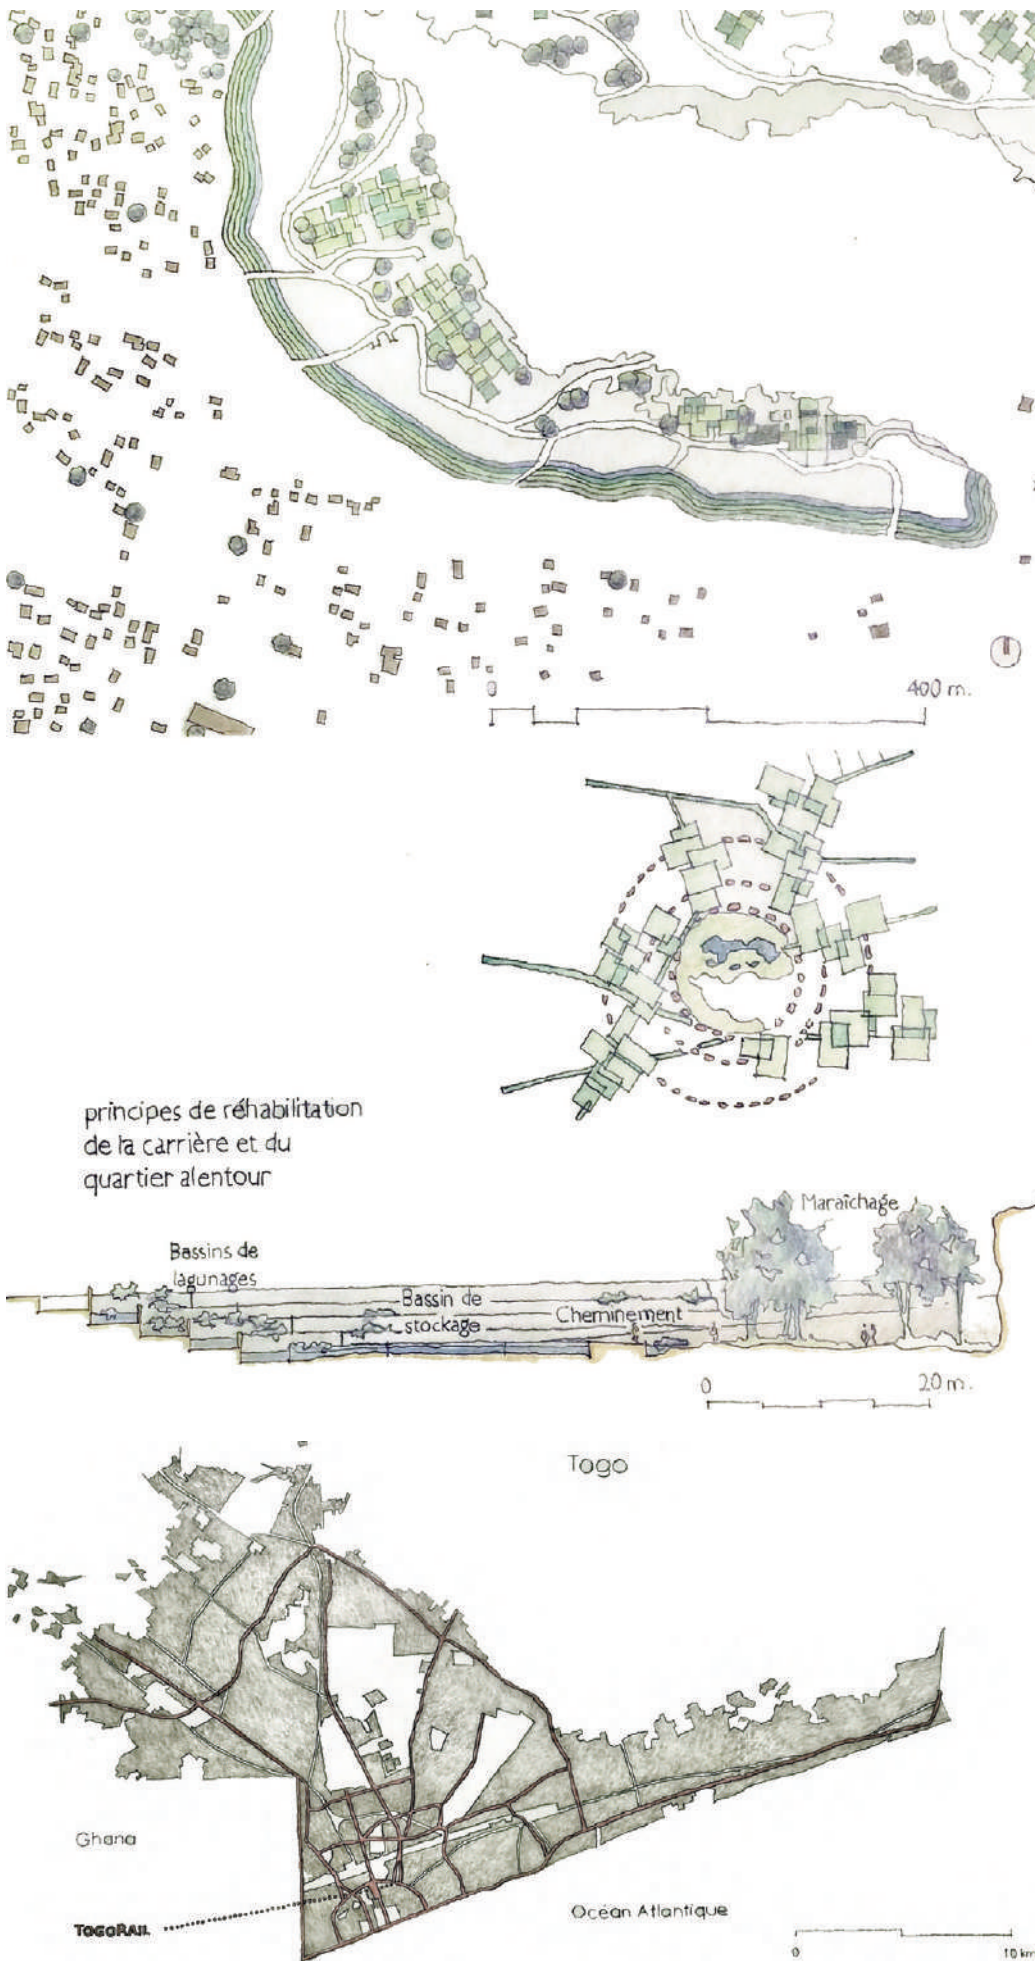 0
400 m.
principes de réhabilitation
de la carrière et du
quartier alentour
Maraîchage
Bassins de
lagunages
Bassin de
stockage
Cheminement
0
20 m.
Togo
Ghana
TOGORAIL
Océan Atlantique
0
10 km